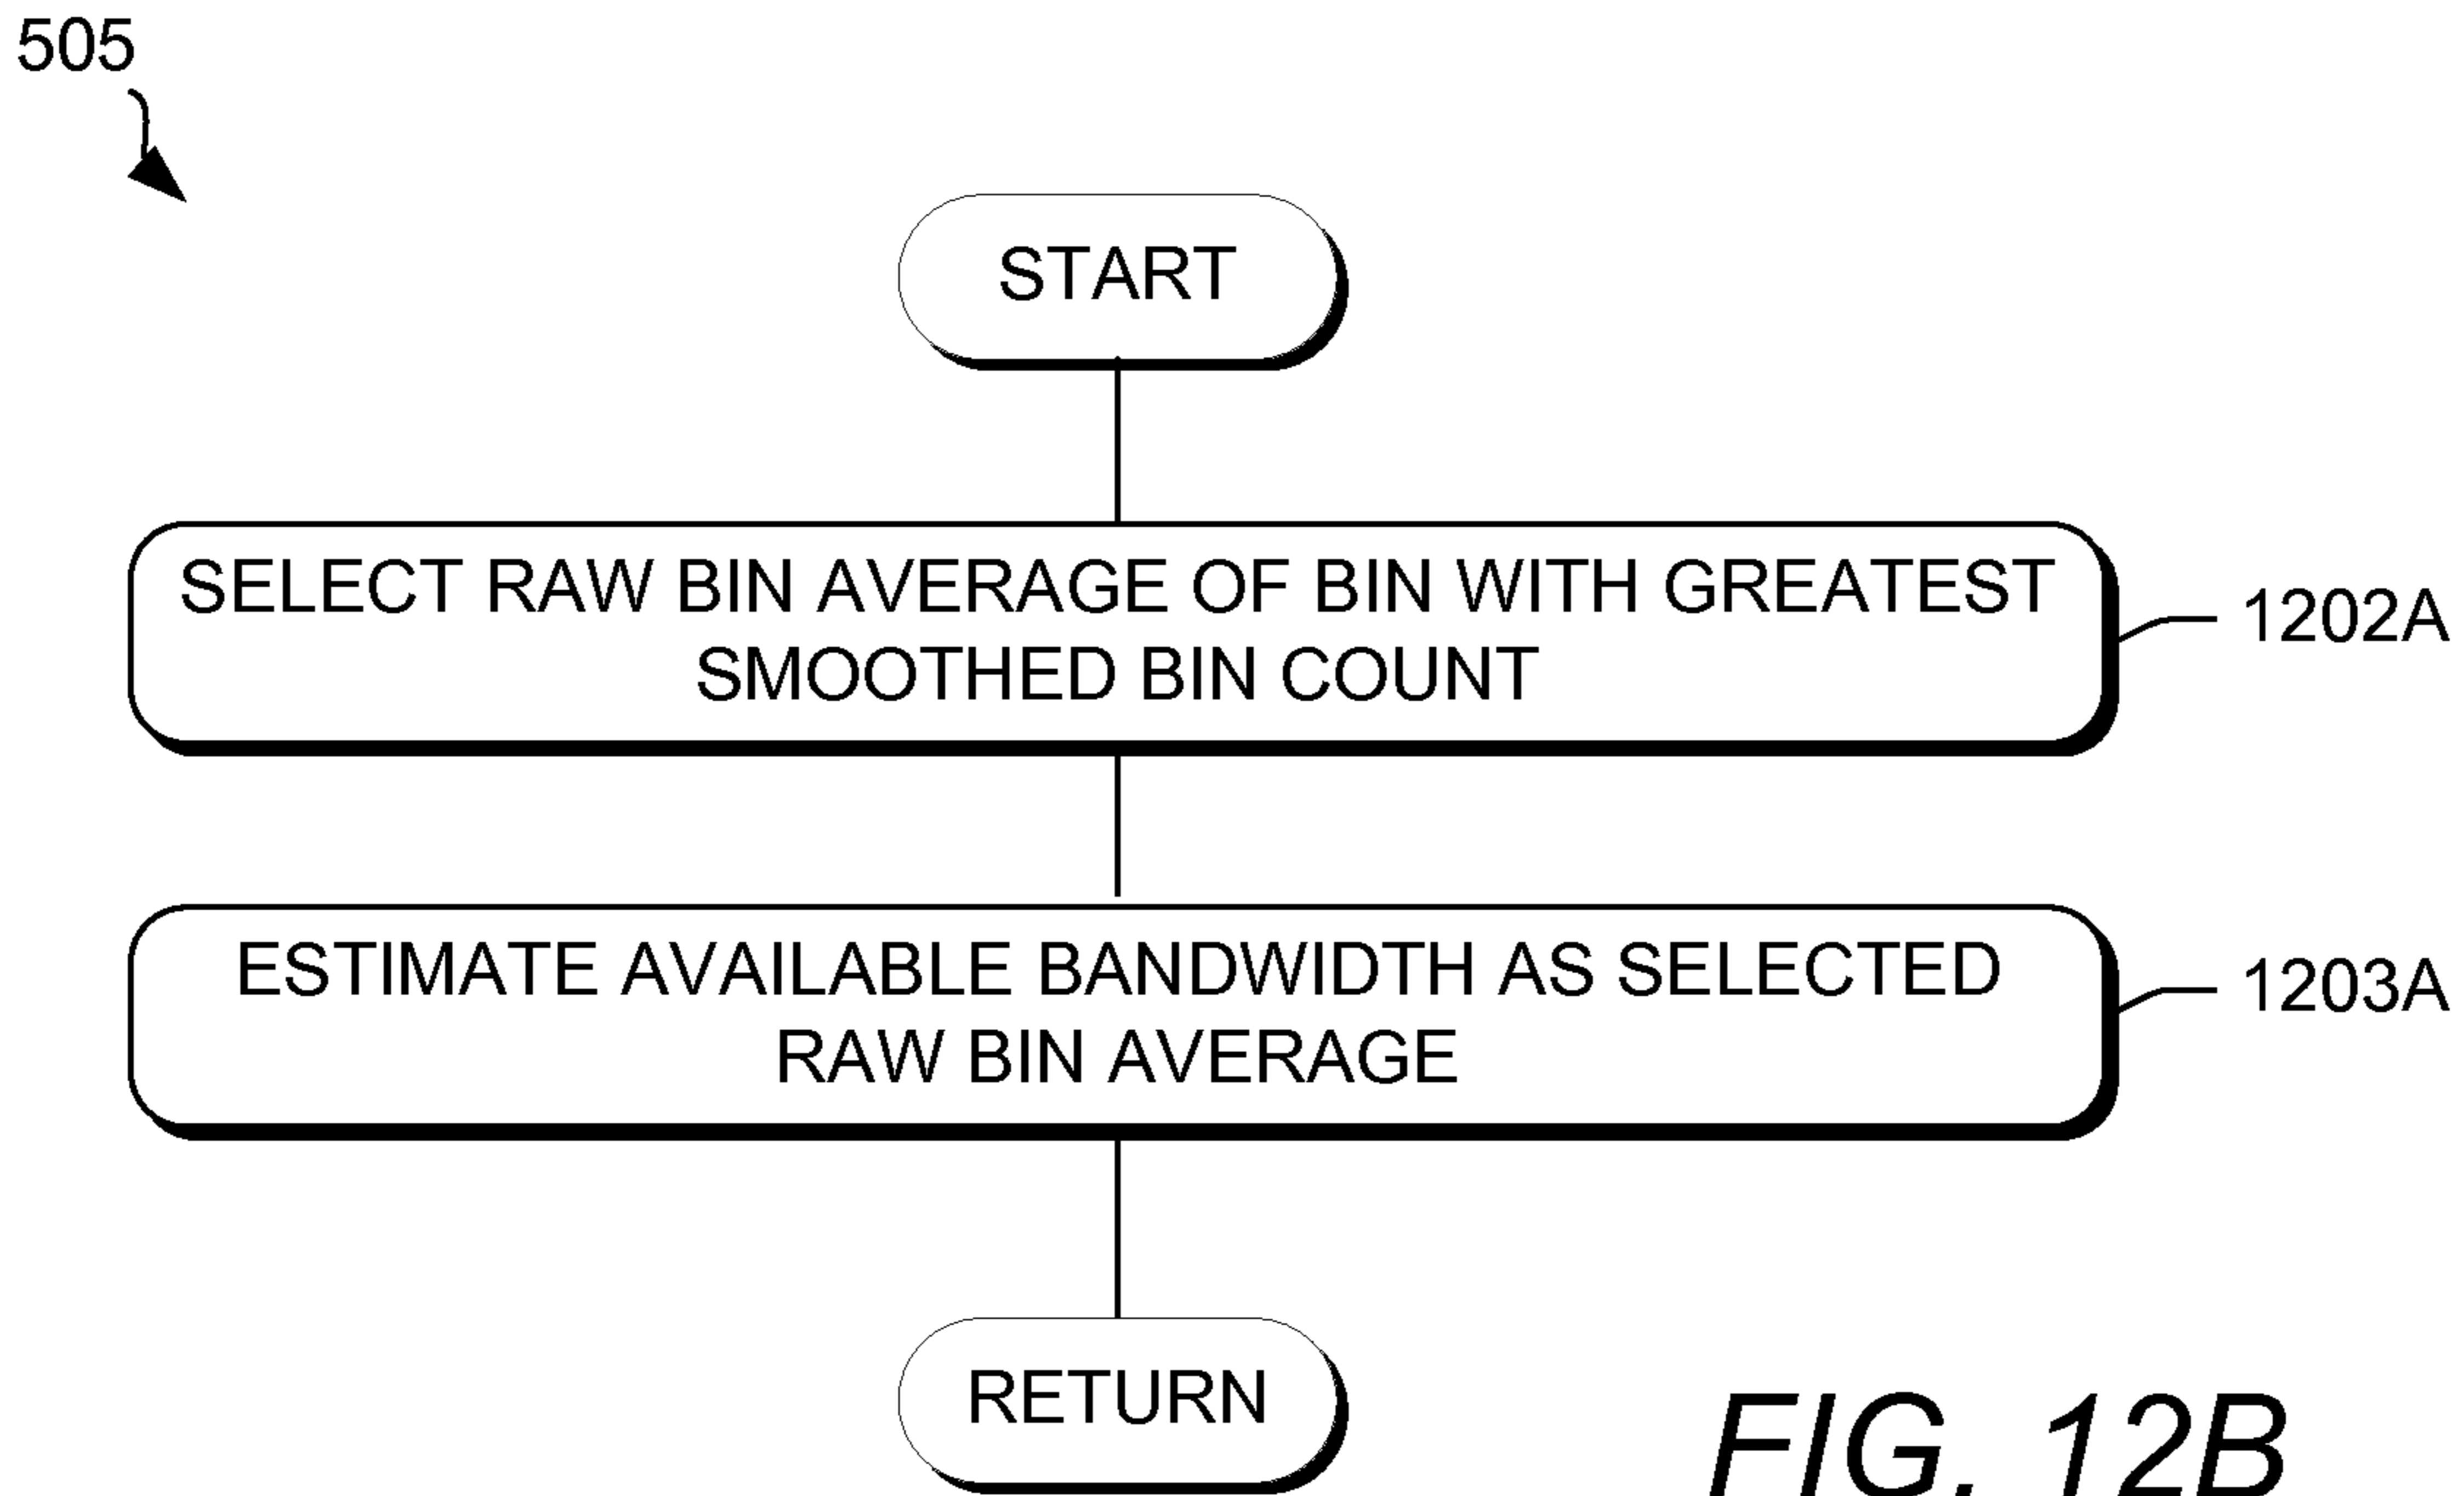 505
START
SELECT RAW BIN AVERAGE OF BIN WITH GREATEST
SMOOTHED BIN COUNT
1202A
ESTIMATE AVAILABLE BANDWIDTH AS SELECTED
RAW BIN AVERAGE
1203A
RETURN
FIG. 12B